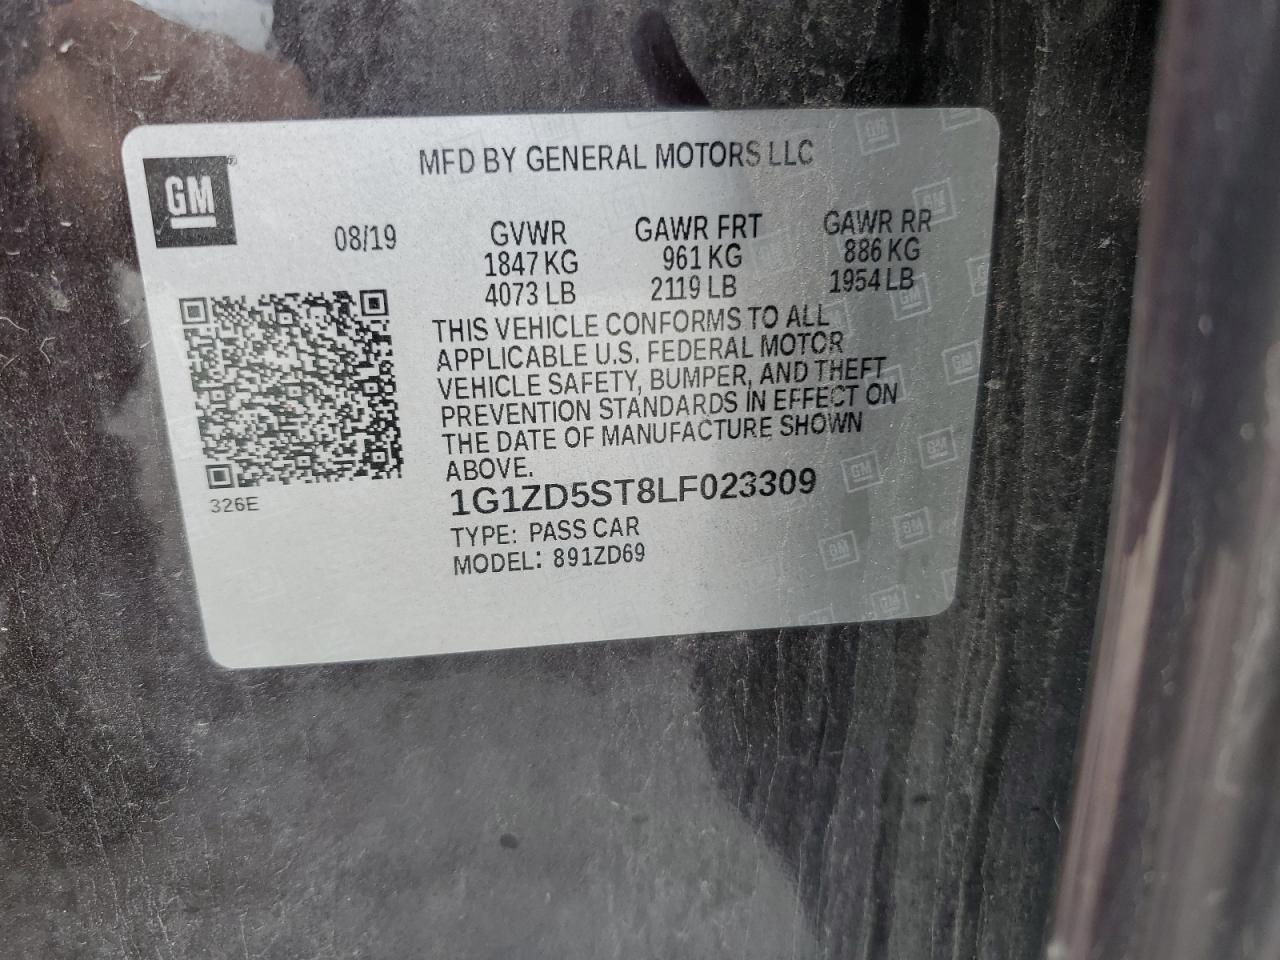 MFD BY GENERAL MOTORS LLC
GM®
08/19
GVWR GAWR FRT GAWR RR
1847 KG 961 KG 886 KG
4073 LB 2119 LB 1954 LB
THIS VEHICLE CONFORMS TO ALL
APPLICABLE U.S. FEDERAL MOTOR
VEHICLE SAFETY, BUMPER, AND THEFT
PREVENTION STANDARDS IN EFFECT ON
THE DATE OF MANUFACTURE SHOWN
ABOVE.
326E
1G1ZD5ST8LF023309
TYPE: PASS CAR
MODEL: 891ZD69